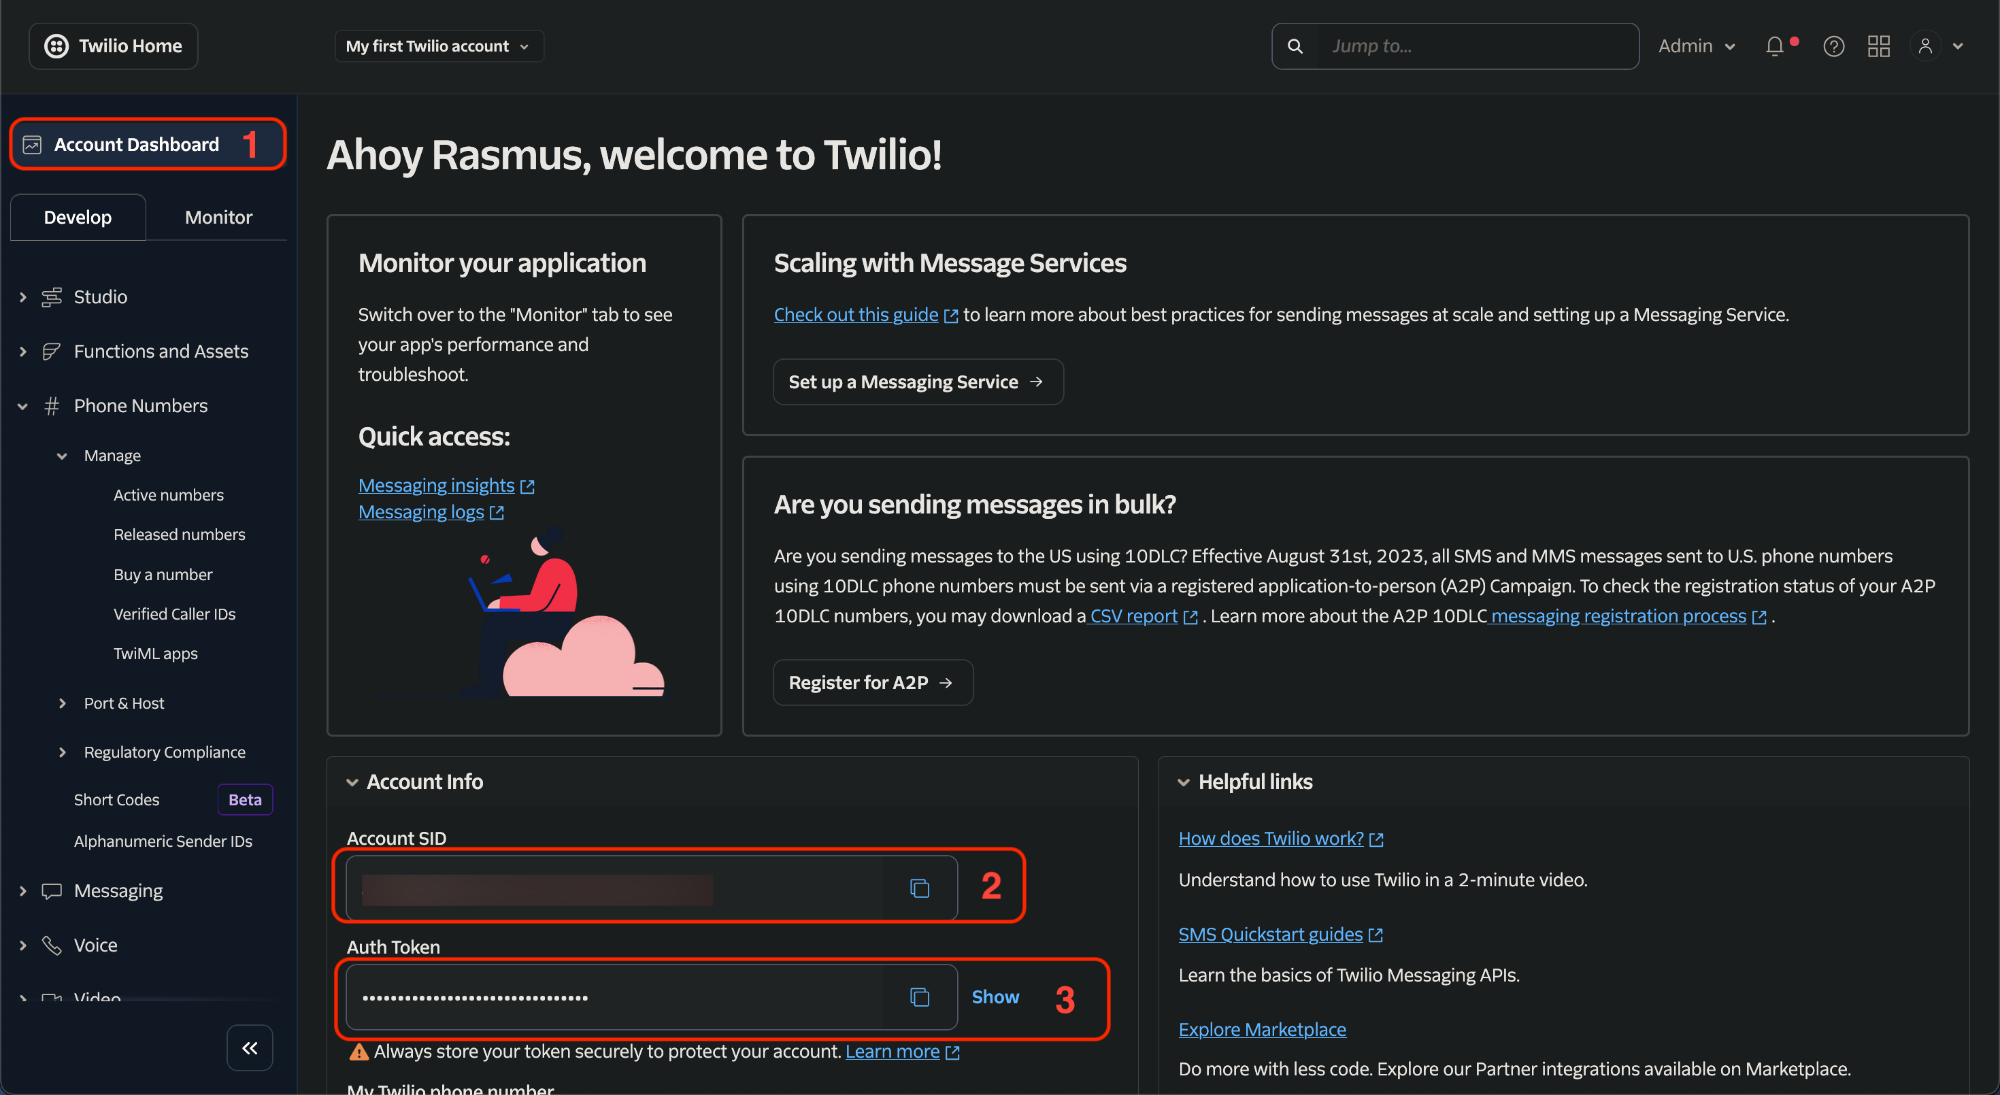 Twilio Home
My first Twilio account
Jump to...
Admin
Account Dashboard 1
Develop
Monitor
Studio
Functions and Assets
Phone Numbers
Manage
Active numbers
Released numbers
Buy a number
Verified Caller IDs
TwiML apps
Port & Host
Regulatory Compliance
Short Codes
Beta
Alphanumeric Sender IDs
Messaging
Voice
Video
Ahoy Rasmus, welcome to Twilio!
Monitor your application
Switch over to the "Monitor" tab to see
your app's performance and
troubleshoot.
Quick access:
Messaging insights
Messaging logs
Scaling with Message Services
Check out this guide to learn more about best practices for sending messages at scale and setting up a Messaging Service.
Set up a Messaging Service →
Are you sending messages in bulk?
Are you sending messages to the US using 10DLC? Effective August 31st, 2023, all SMS and MMS messages sent to U.S. phone numbers
using 10DLC phone numbers must be sent via a registered application-to-person (A2P) Campaign. To check the registration status of your A2P
10DLC numbers, you may download a CSV report . Learn more about the A2P 10DLC messaging registration process .
Register for A2P →
Account Info
Account SID
2
Auth Token
•••••••••••••••••••••••••••••••• Show 3
Always store your token securely to protect your account. Learn more
My Twilio phone number
Helpful links
How does Twilio work?
Understand how to use Twilio in a 2-minute video.
SMS Quickstart guides
Learn the basics of Twilio Messaging APIs.
Explore Marketplace
Do more with less code. Explore our Partner integrations available on Marketplace.